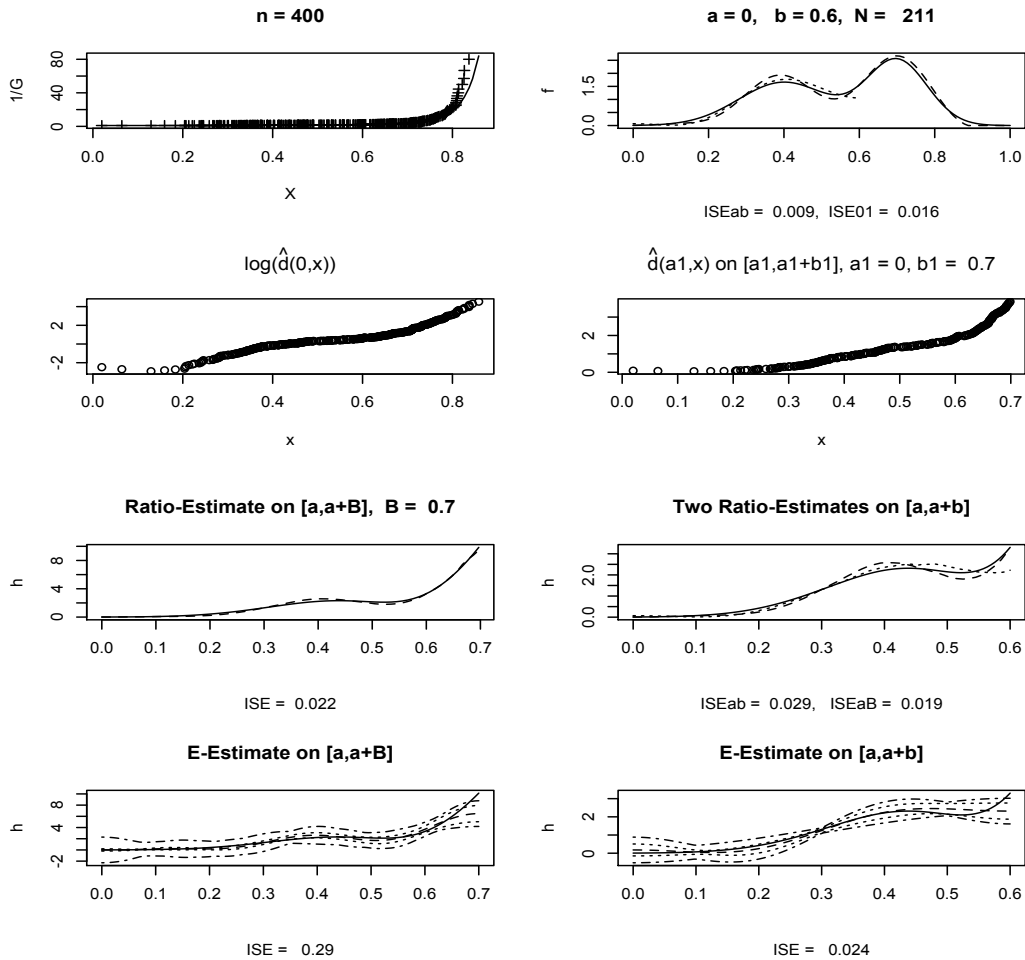 n = 400
1/G
0 40 80
0.0 0.2 0.4 0.6 0.8
X
a = 0, b = 0.6, N = 211
f
0.0 1.5
0.0 0.2 0.4 0.6 0.8 1.0
ISEab = 0.009, ISE01 = 0.016
log(d̂(0,x))
-2 2
0.0 0.2 0.4 0.6 0.8
x
d̂(a1,x) on [a1,a1+b1], a1 = 0, b1 = 0.7
0 2
0.0 0.1 0.2 0.3 0.4 0.5 0.6 0.7
x
Ratio-Estimate on [a,a+B], B = 0.7
h
0 4 8
0.0 0.1 0.2 0.3 0.4 0.5 0.6 0.7
ISE = 0.022
Two Ratio-Estimates on [a,a+b]
h
0.0 2.0
0.0 0.1 0.2 0.3 0.4 0.5 0.6
ISEab = 0.029, ISEaB = 0.019
E-Estimate on [a,a+B]
h
-2 4 8
0.0 0.1 0.2 0.3 0.4 0.5 0.6 0.7
ISE = 0.29
E-Estimate on [a,a+b]
h
0 2
0.0 0.1 0.2 0.3 0.4 0.5 0.6
ISE = 0.024